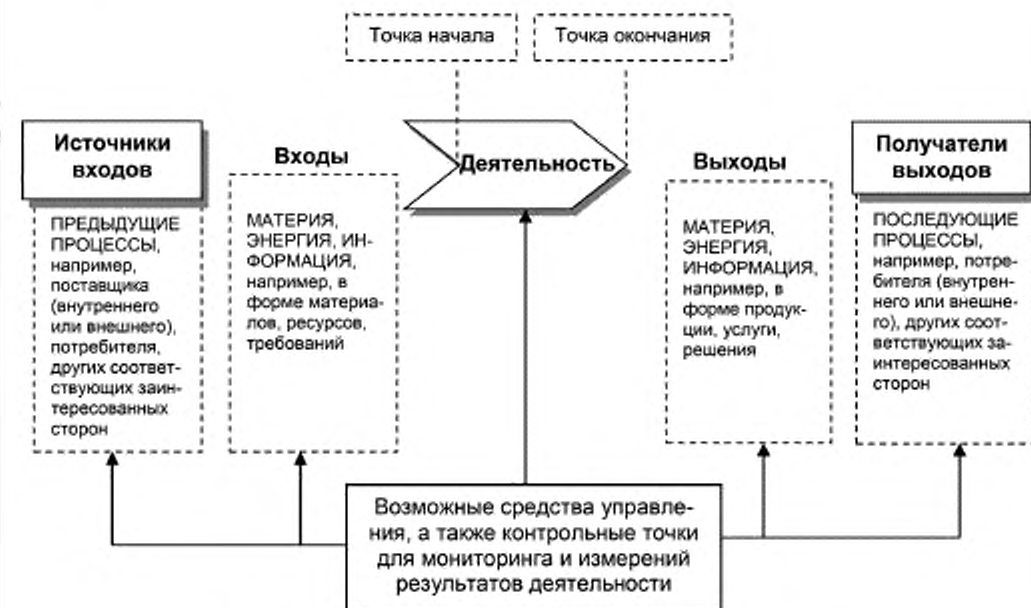 Точка начала
Точка окончания
Источники
входов
ПРЕДЫДУЩИЕ
ПРОЦЕССЫ,
например,
поставщика
(внутреннего
или внешнего),
потребителя,
других соответ-
ствующих заин-
тересованных
сторон
Входы
МАТЕРИЯ,
ЭНЕРГИЯ, ИН-
ФОРМАЦИЯ,
например, в
форме материа-
лов, ресурсов,
требований
Деятельность
Выходы
МАТЕРИЯ,
ЭНЕРГИЯ,
ИНФОРМАЦИЯ,
например, в
форме продук-
ции, услуги,
решения
Получатели
выходов
ПОСЛЕДУЮЩИЕ
ПРОЦЕССЫ,
например, потре-
бителя (внутрен-
него или внешне-
го), других соот-
ветствующих за-
интересованных
сторон
Возможные средства управле-
ния, а также контрольные точки
для мониторинга и измерений
результатов деятельности